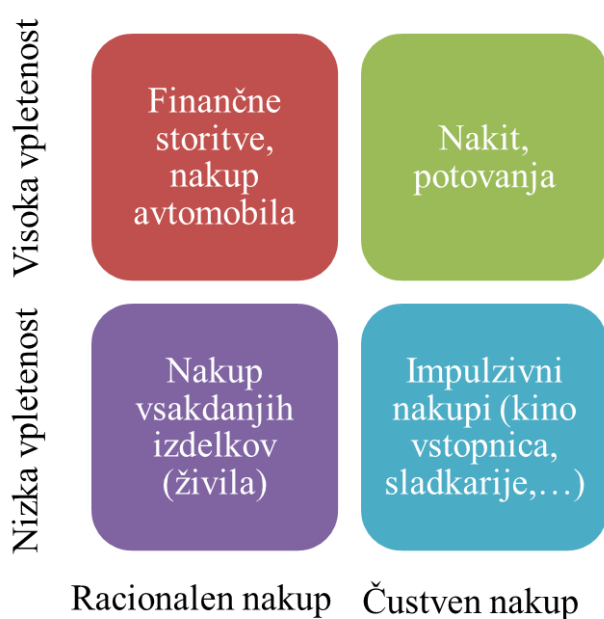 Visoka vpletenost
Finančne
storitve,
nakup
avtomobila
Nakit,
potovanja
Nizka vpletenost
Nakup
vsakdanjih
izdelkov
(živila)
Impulzivni
nakupi (kino
vstopnica,
sladkarije,…)
Racionalen nakup
Čustven nakup